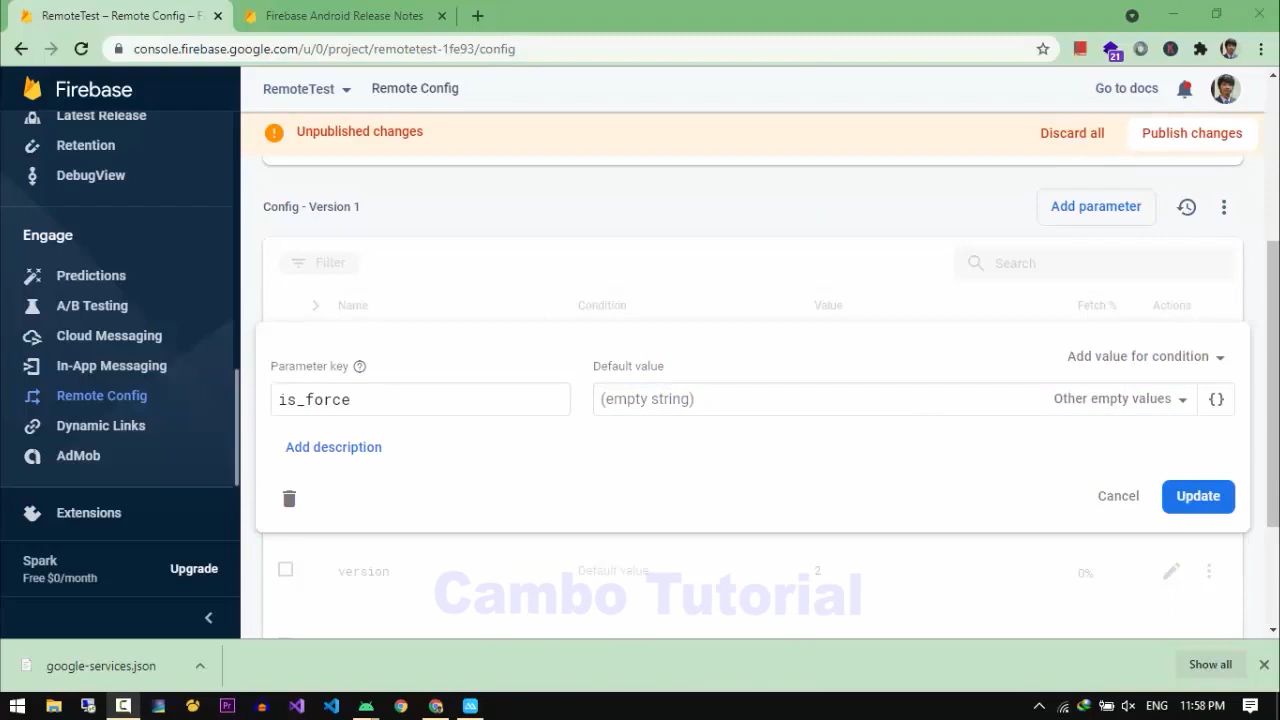 RemoteTest – Remote Config – F
Firebase Android Release Notes
console.firebase.google.com/u/0/project/remotetest-1fe93/config
21
Firebase
RemoteTest
Remote Config
Go to docs
Latest Release
Unpublished changes
Discard all
Publish changes
Retention
DebugView
Config - Version 1
Add parameter
Engage
Filter
Search
Predictions
Name
Condition
Value
Fetch %
Actions
A/B Testing
Cloud Messaging
Add value for condition
In-App Messaging
Parameter key
Default value
Remote Config
is_force
(empty string)
Other empty values
{}
Dynamic Links
Add description
AdMob
Cancel
Update
Extensions
Spark
Free $0/month
Upgrade
version
Default value
2
0%
Cambo Tutorial
google-services.json
Show all
Pr
11:58 PM